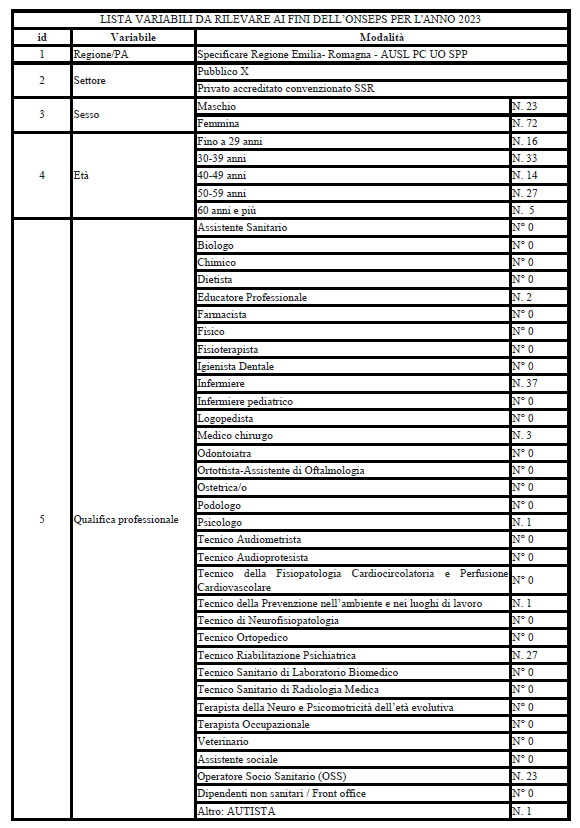 LISTA VARIABILI DA RILEVARE AI FINI DELL'ONSEPS PER L'ANNO 2023
id Variabile Modalità
1 Regione/PA Specificare Regione Emilia- Romagna - AUSL PC UO SPP
2 Settore Pubblico X
Privato accreditato convenzionato SSR
3 Sesso Maschio N. 23
Femmina N. 72
4 Età Fino a 29 anni N. 16
30-39 anni N. 33
40-49 anni N. 14
50-59 anni N. 27
60 anni e più N. 5
5 Qualifica professionale Assistente Sanitario N° 0
Biologo N° 0
Chimico N° 0
Dietista N° 0
Educatore Professionale N. 2
Farmacista N° 0
Fisico N° 0
Fisioterapista N° 0
Igienista Dentale N° 0
Infermiere N. 37
Infermiere pediatrico N° 0
Logopedista N° 0
Medico chirurgo N. 3
Odontoiatra N° 0
Ortottista-Assistente di Oftalmologia N° 0
Ostetrica/o N° 0
Podologo N° 0
Psicologo N. 1
Tecnico Audiometrista N° 0
Tecnico Audioprotesista N° 0
Tecnico della Fisiopatologia Cardiocircolatoria e Perfusione
Cardiovascolare N° 0
Tecnico della Prevenzione nell'ambiente e nei luoghi di lavoro N. 1
Tecnico di Neurofisiopatologia N° 0
Tecnico Ortopedico N° 0
Tecnico Riabilitazione Psichiatrica N. 27
Tecnico Sanitario di Laboratorio Biomedico N° 0
Tecnico Sanitario di Radiologia Medica N° 0
Terapista della Neuro e Psicomotricità dell'età evolutiva N° 0
Terapista Occupazionale N° 0
Veterinario N° 0
Assistente sociale N° 0
Operatore Socio Sanitario (OSS) N. 23
Dipendenti non sanitari / Front office N° 0
Altro: AUTISTA N. 1